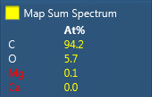 Map Sum Spectrum
At%
C 94.2
O 5.7
Mg 0.1
Ca 0.0